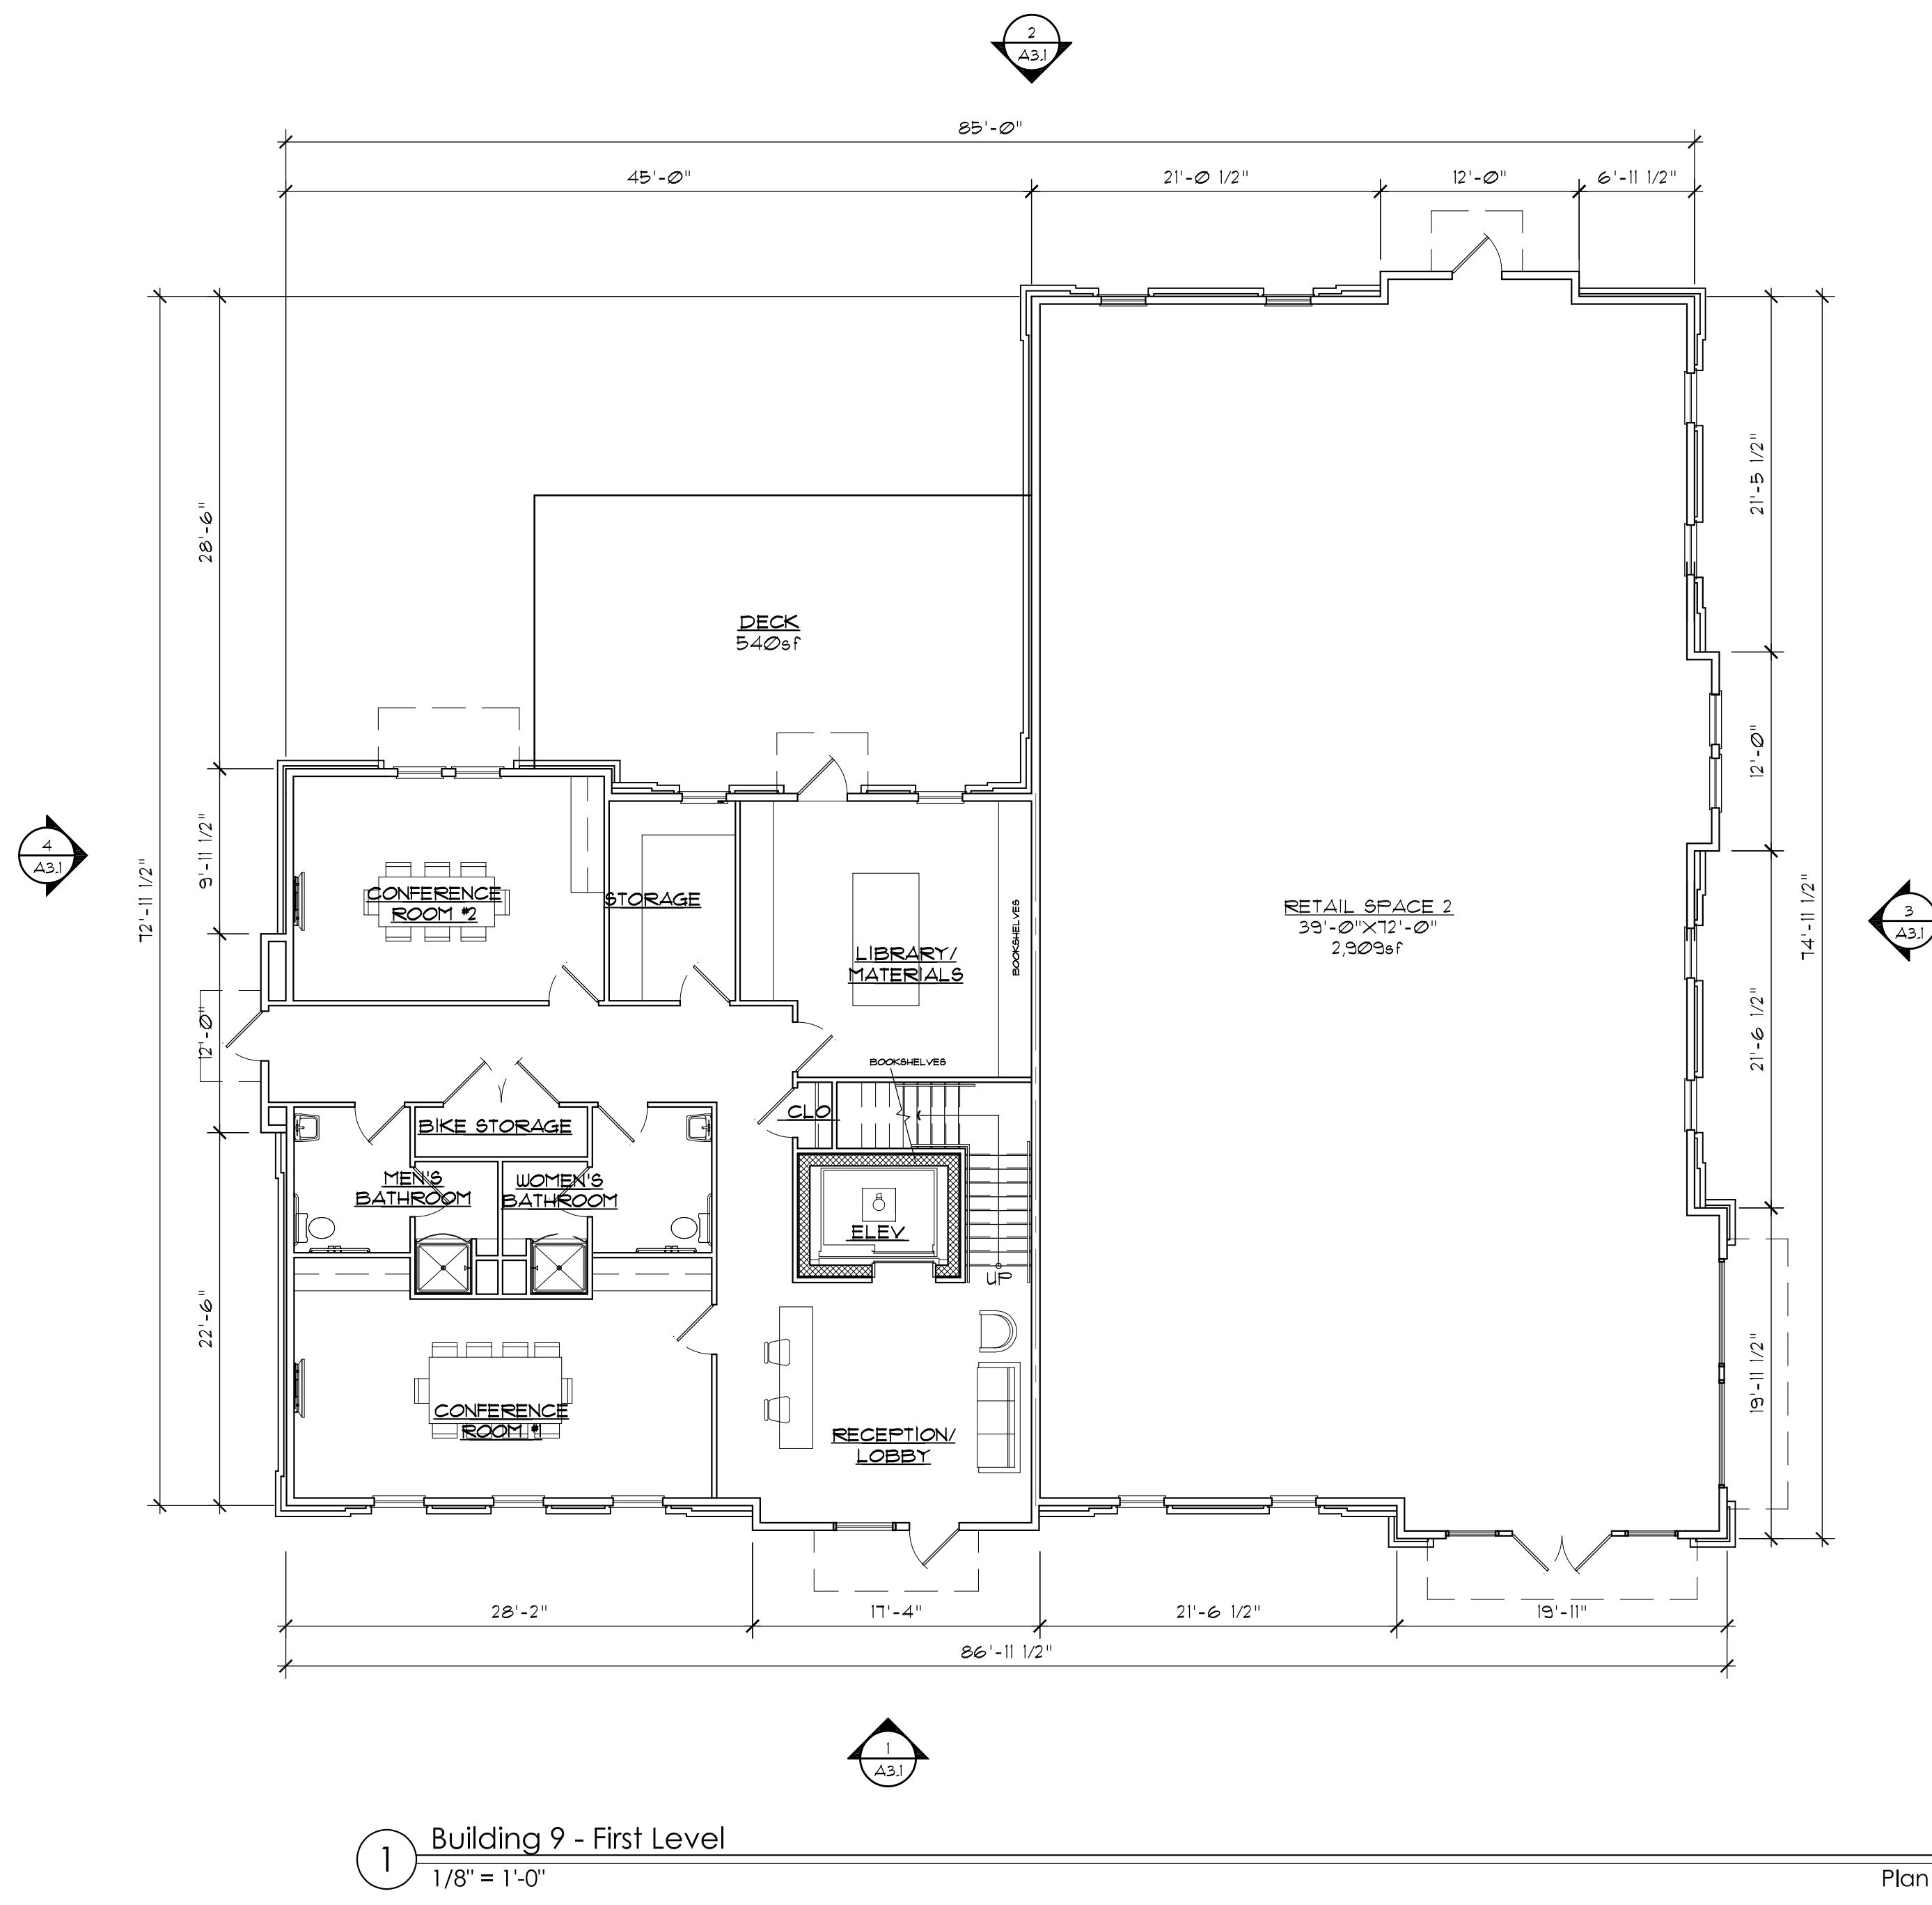 2
A3.1
85'-0"
45'-0"
21'-0 1/2"
12'-0"
6'-11 1/2"
28'-6"
21'-5 1/2"
DECK
540sf
9'-11 1/2"
72'-11 1/2"
12'-0"
74'-11 1/2"
4
A3.1
CONFERENCE
ROOM #2
STORAGE
BOOKSHELVES
LIBRARY/
MATERIALS
RETAIL SPACE 2
39'-0"X72'-0"
2,909sf
3
A3.1
12'-0"
21'-6 1/2"
BOOKSHELVES
CLO
BIKE STORAGE
MEN'S
BATHROOM
WOMEN'S
BATHROOM
ELEV
UP
22'-6"
19'-11 1/2"
CONFERENCE
ROOM #1
RECEPTION/
LOBBY
28'-2"
17'-4"
21'-6 1/2"
19'-11"
86'-11 1/2"
1
A3.1
1
Building 9 - First Level
1/8" = 1'-0"
Plan